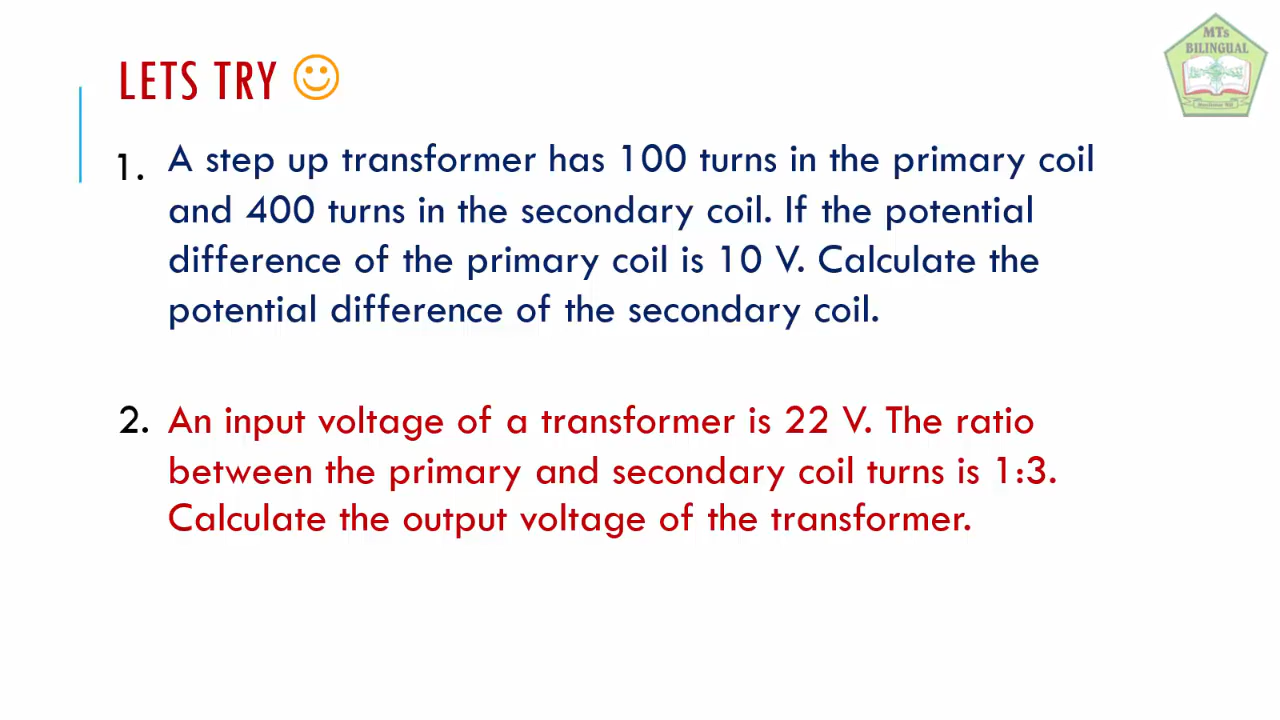 LETS TRY
MTs
BILINGUAL
1. A step up transformer has 100 turns in the primary coil
and 400 turns in the secondary coil. If the potential
difference of the primary coil is 10 V. Calculate the
potential difference of the secondary coil.
2. An input voltage of a transformer is 22 V. The ratio
between the primary and secondary coil turns is 1:3.
Calculate the output voltage of the transformer.